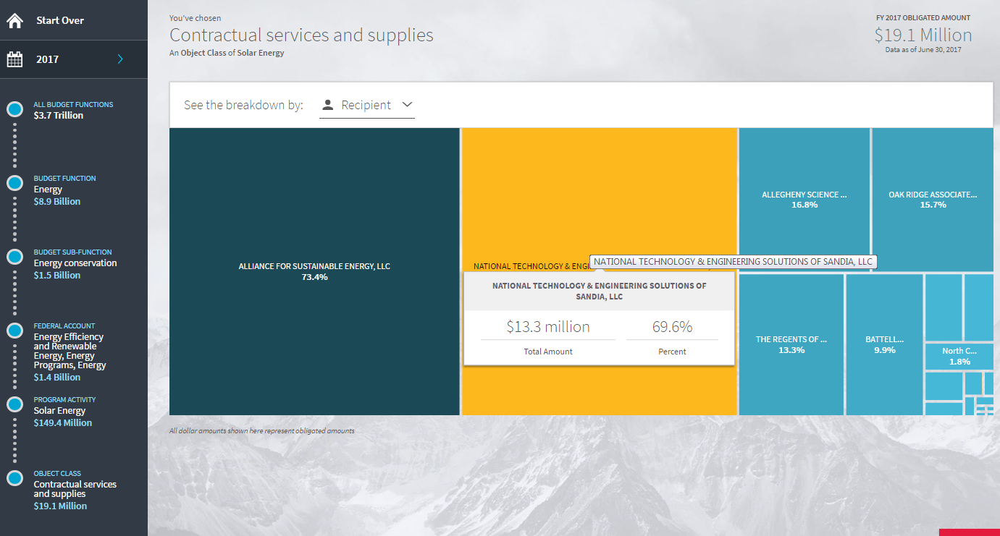 Start Over
2017
ALL BUDGET FUNCTIONS
$3.7 Trillion
BUDGET FUNCTION
Energy
$8.9 Billion
BUDGET SUB-FUNCTION
Energy conservation
$1.5 Billion
FEDERAL ACCOUNT
Energy Efficiency
and Renewable
Energy, Energy
Programs, Energy
$1.4 Billion
PROGRAM ACTIVITY
Solar Energy
$149.4 Million
OBJECT CLASS
Contractual services
and supplies
$19.1 Million
You've chosen
Contractual services and supplies
An Object Class of Solar Energy
FY 2017 OBLIGATED AMOUNT
$19.1 Million
Data as of June 30, 2017
See the breakdown by: Recipient
ALLIANCE FOR SUSTAINABLE ENERGY, LLC
73.4%
NATIONAL TECHNOLOGY & ENGI
NATIONAL TECHNOLOGY & ENGINEERING SOLUTIONS OF SANDIA, LLC
NATIONAL TECHNOLOGY & ENGINEERING SOLUTIONS OF
SANDIA, LLC
$13.3 million 69.6%
Total Amount Percent
ALLEGHENY SCIENCE ...
16.8%
OAK RIDGE ASSOCIATE...
15.7%
THE REGENTS OF ...
13.3%
BATTELL...
9.9%
North C...
1.8%
All dollar amounts shown here represent obligated amounts